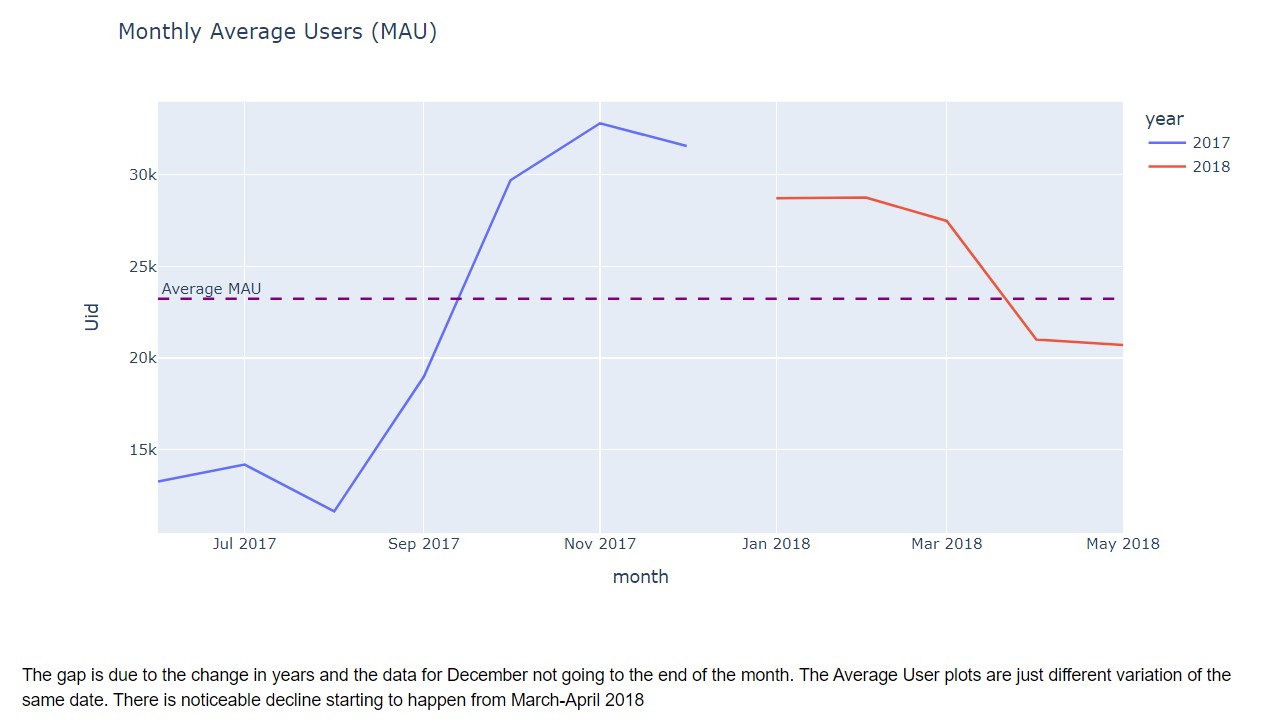 Monthly Average Users (MAU)
year
2017
2018
30k
25k
Average MAU
20k
15k
Uid
Jul 2017 Sep 2017 Nov 2017 Jan 2018 Mar 2018 May 2018
month
The gap is due to the change in years and the data for December not going to the end of the month. The Average User plots are just different variation of the
same date. There is noticeable decline starting to happen from March-April 2018